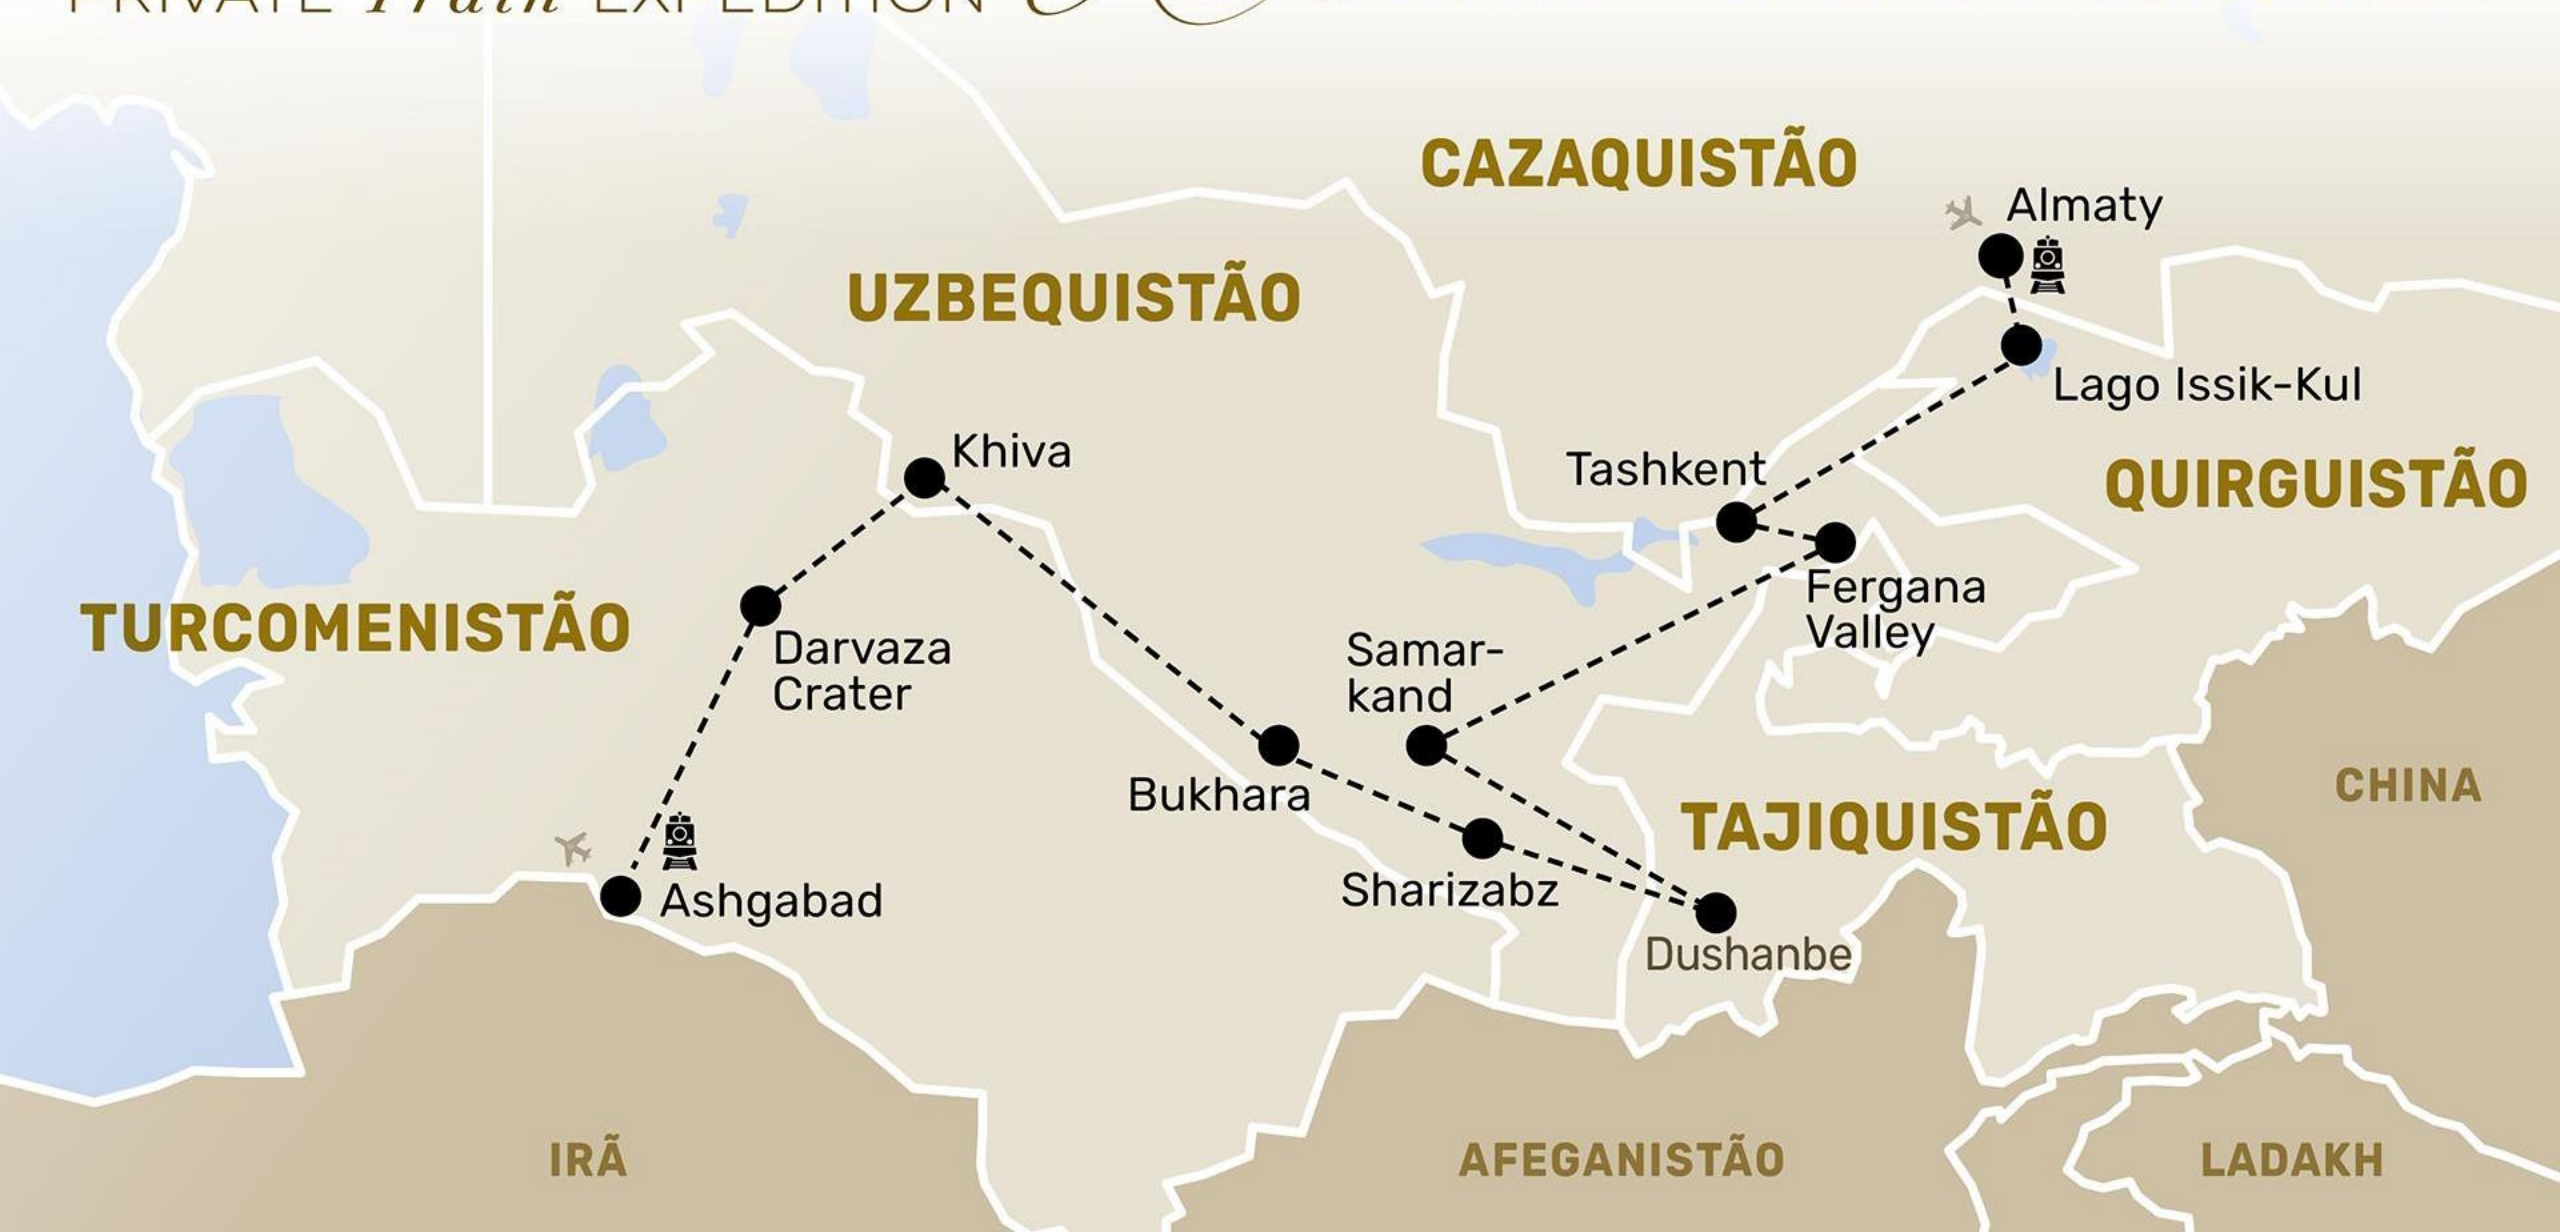 PRIVATE Train EXPEDITION
CAZAQUISTÃO
Almaty
UZBEQUISTÃO
Lago Issik-Kul
Khiva
Tashkent
QUIRGUISTÃO
TURCOMENISTÃO
Darvaza
Crater
Fergana
Valley
Samar-
kand
Bukhara
CHINA
TAJIQUISTÃO
Sharizabz
Ashgabad
Dushanbe
IRÃ
AFEGANISTÃO
LADAKH